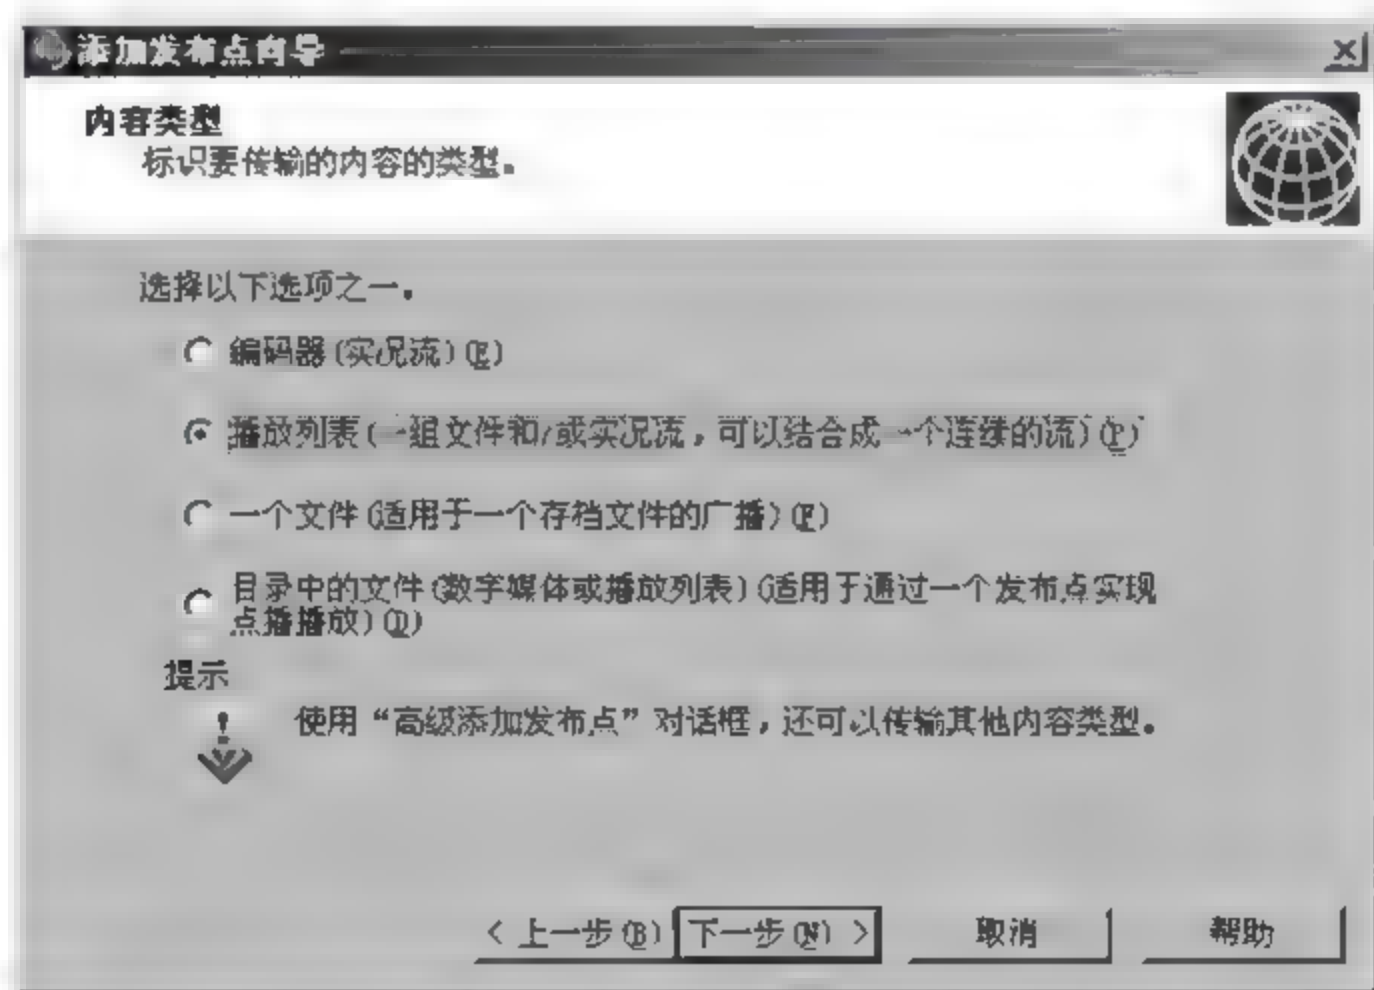 添加发布点向导
内容类型
标识要传输的内容的类型。
选择以下选项之一。
编码器(实况流)(E)
播放列表(一组文件和/或实况流，可以结合成一个连续的流)(P)
一个文件(适用于一个存档文件的广播)(F)
目录中的文件(数字媒体或播放列表)(适用于通过一个发布点实现
点播播放)(D)
提示
使用“高级添加发布点”对话框，还可以传输其他内容类型。
< 上一步(B) 下一步(N) > 取消 帮助